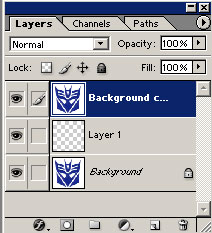 Layers Channels Paths
Normal Opacity: 100%
Lock: Fill: 100%
Background c...
Layer 1
Background